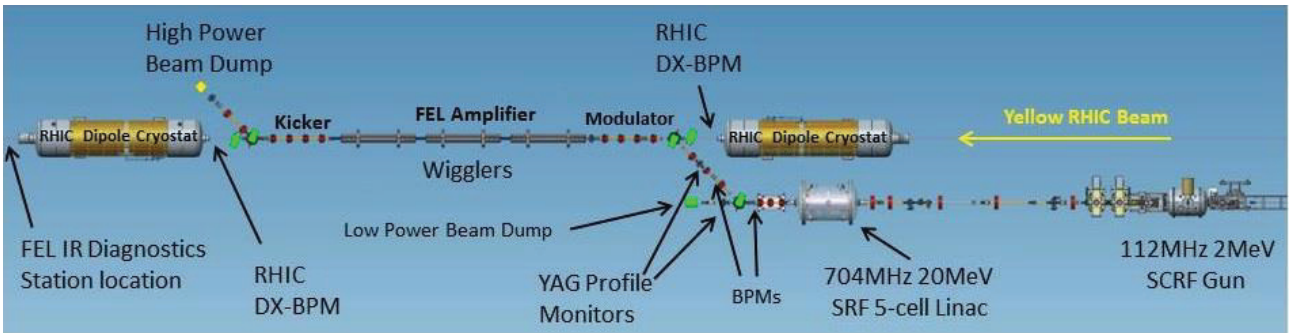 High Power
Beam Dump
RHIC
DX-BPM
Kicker
FEL Amplifier
Modulator
Yellow RHIC Beam
RHIC Dipole Cryostat
RHIC Dipole Cryostat
Wigglers
Low Power Beam Dump
FEL IR Diagnostics
Station location
RHIC
DX-BPM
YAG Profile
Monitors
BPMs
704MHz 20MeV
SRF 5-cell Linac
112MHz 2MeV
SCRF Gun